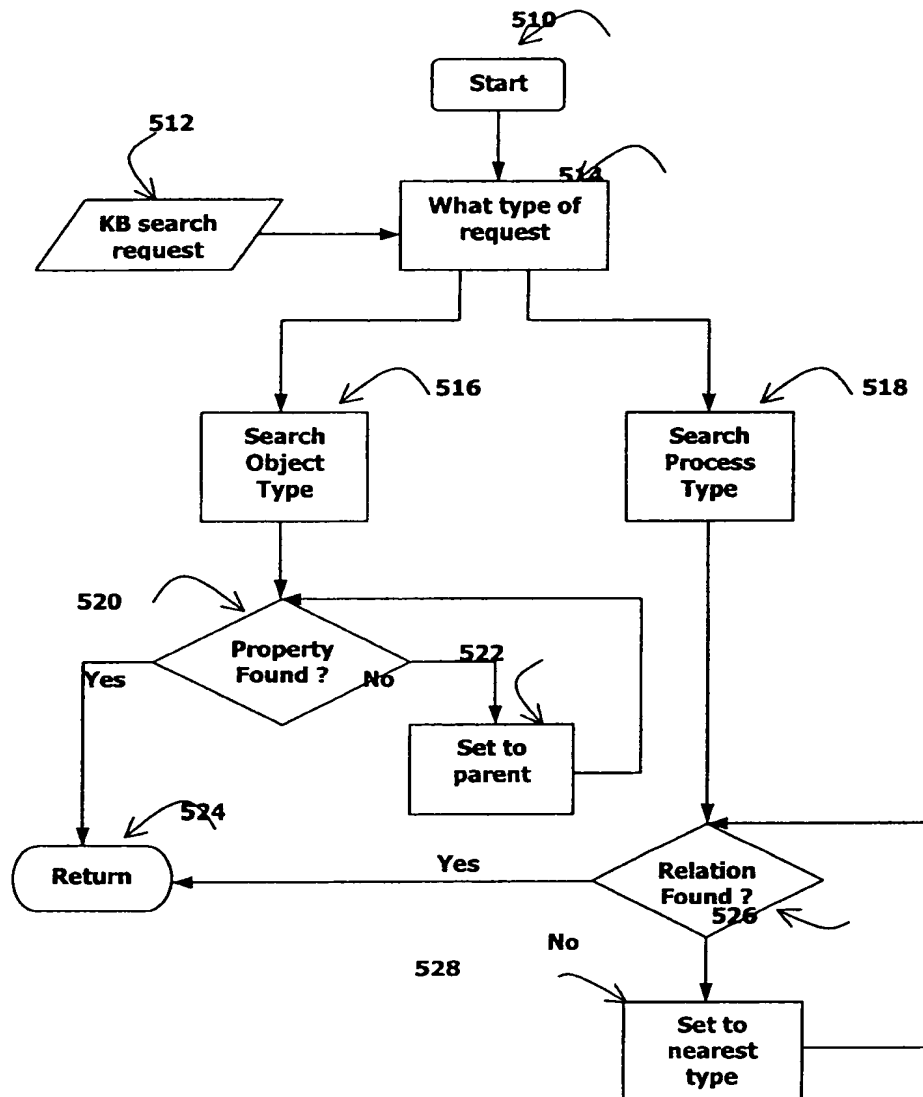 510
Start
512
514
KB search
request
What type of
request
516
518
Search
Object
Type
Search
Process
Type
520
Property
Found ?
Yes
No
522
Set to
parent
524
Return
Yes
Relation
Found ?
526
No
528
Set to
nearest
type